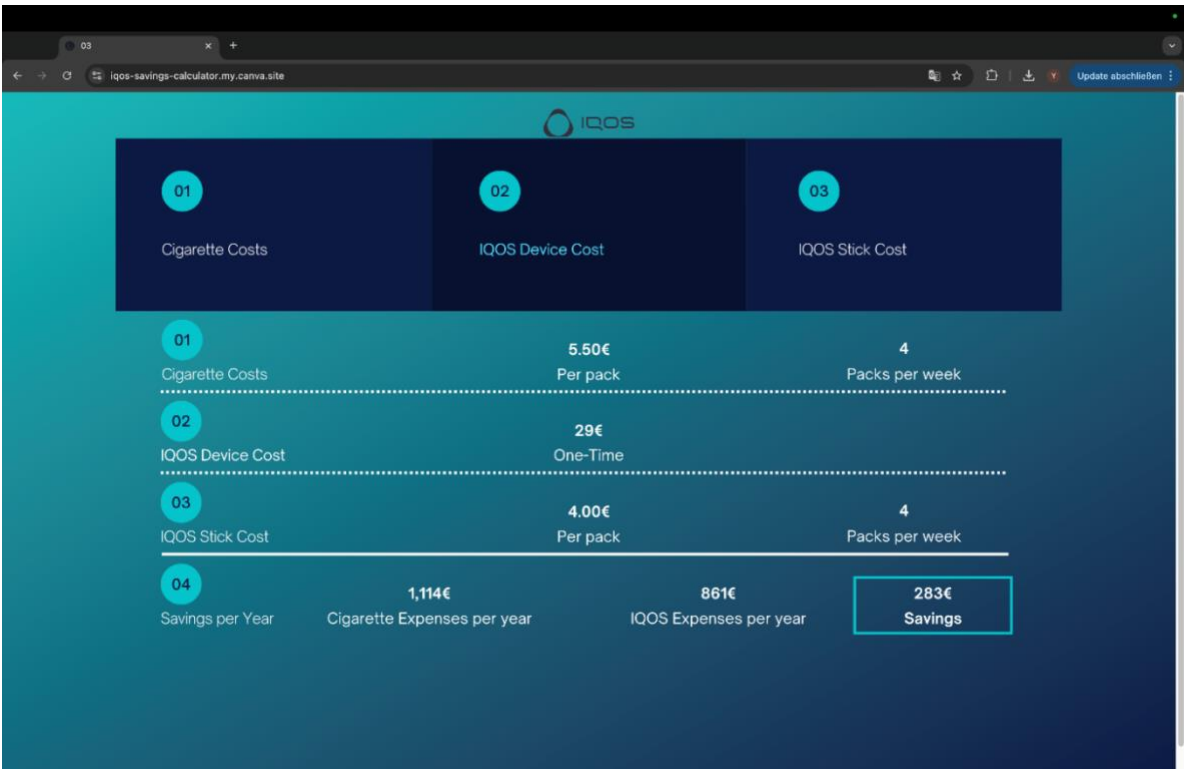 03
iqos-savings-calculator.my.canva.site
Update abschließen
IQOS
01
02
03
Cigarette Costs
IQOS Device Cost
IQOS Stick Cost
01
Cigarette Costs
5.50€
Per pack
4
Packs per week
02
IQOS Device Cost
29€
One-Time
03
IQOS Stick Cost
4.00€
Per pack
4
Packs per week
04
Savings per Year
1,114€
Cigarette Expenses per year
861€
IQOS Expenses per year
283€
Savings